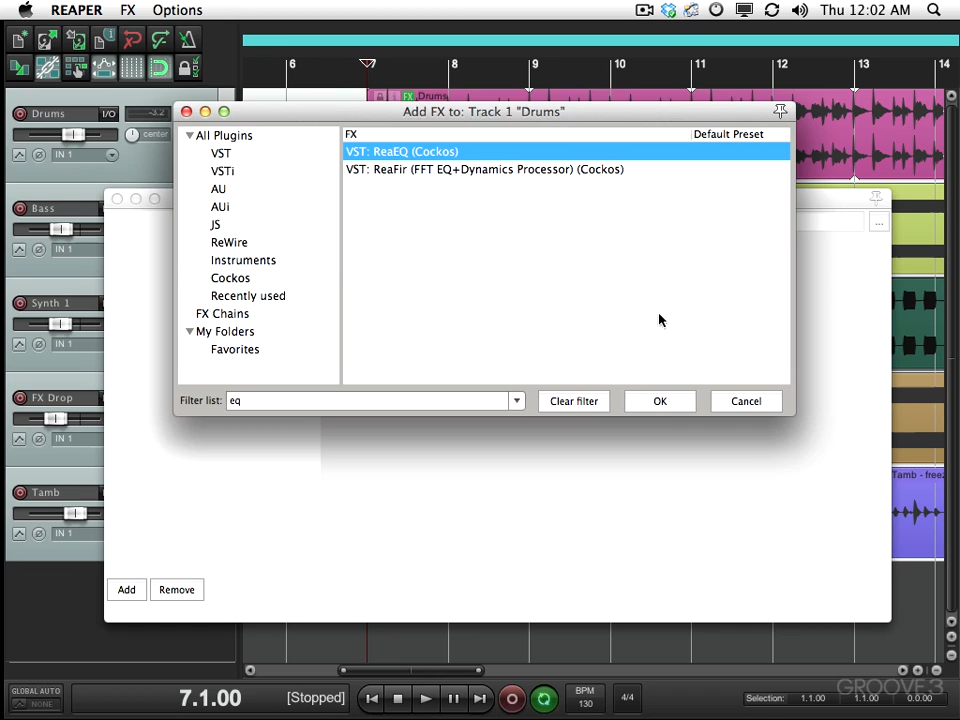 REAPER FX Options Thu 12:02 AM
6 7 8 9 10 11 12 13 14
Drums I/O -3.2
FX Drums
center
IN 1
Bass
IN 1
Synth 1
IN 1
FX Drop
IN 1
Tamb
IN 1
Add FX to: Track 1 "Drums"
All Plugins
VST
VSTi
AU
AUi
JS
ReWire
Instruments
Cockos
Recently used
FX Chains
My Folders
Favorites
FX Default Preset
VST: ReaEQ (Cockos)
VST: ReaFir (FFT EQ+Dynamics Processor) (Cockos)
Filter list: eq Clear filter OK Cancel
...
Tamb - freez
Add Remove
GLOBAL AUTO
NONE
7.1.00 [Stopped]
BPM
130
4/4
Selection: 1.1.00 1.1.00 0.0.00
GROOVE3